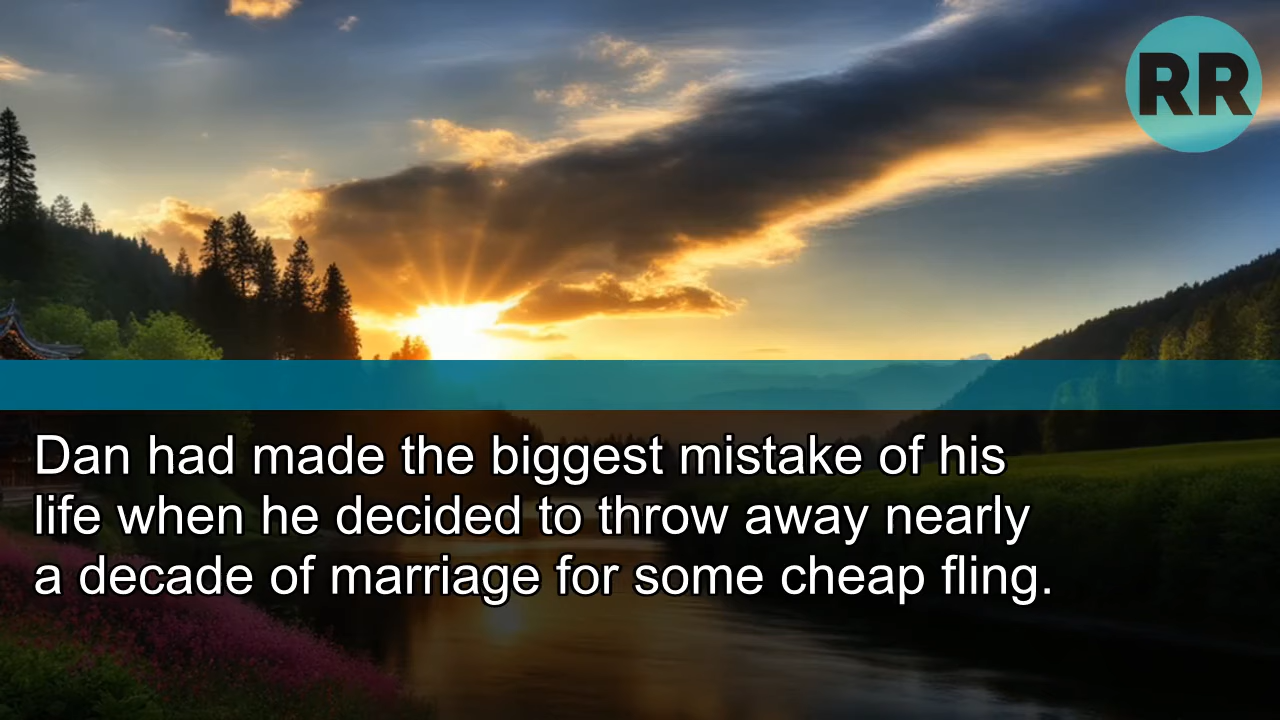 RR
Dan had made the biggest mistake of his
life when he decided to throw away nearly
a decade of marriage for some cheap fling.